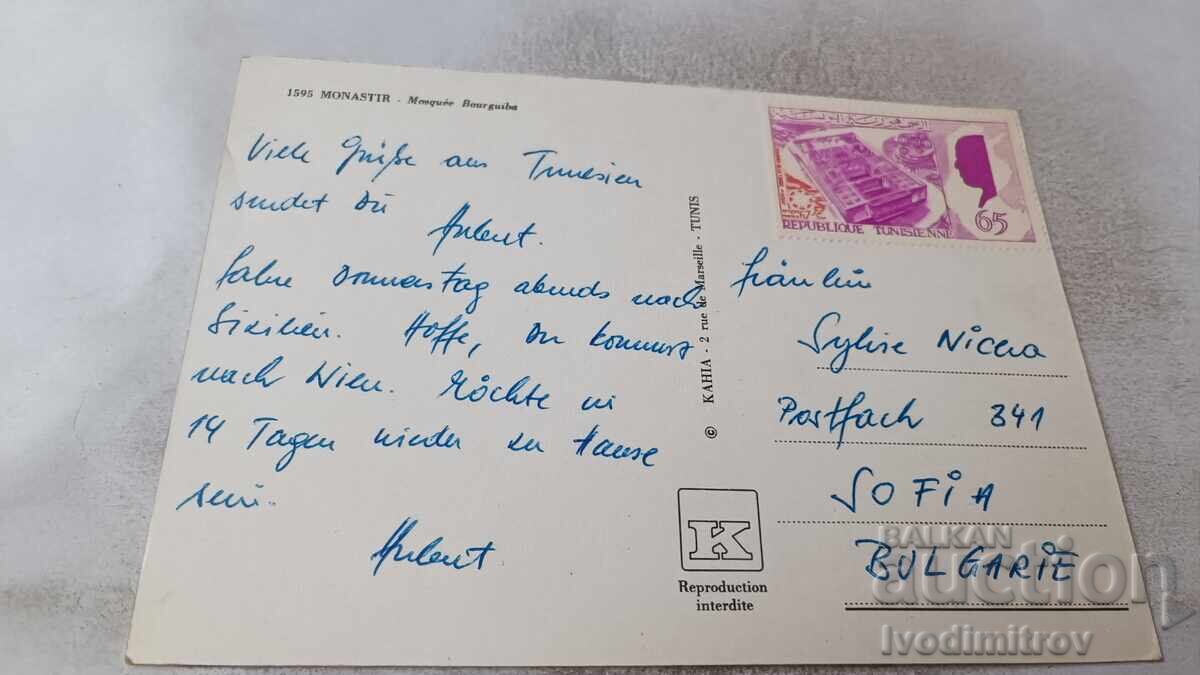 1595 MONASTIR - Mosquée Bourguiba
Viele Grüße aus Tunesien
sendet Dir
Hubert.
fahre Donnerstag abends nach
Sizilien. Hoffe, Du kommst
nach Wien. Möchte in
14 Tagen wieder zu Hause
sein.
Hubert
© KAHIA - 2 rue de Marseille - TUNIS
K
Reproduction
interdite
65
REPUBLIQUE TUNISIENNE
Fräulein
Postfach 341
SOFIA
BULGARIE
BALKAN
auction
Ivodimitrov